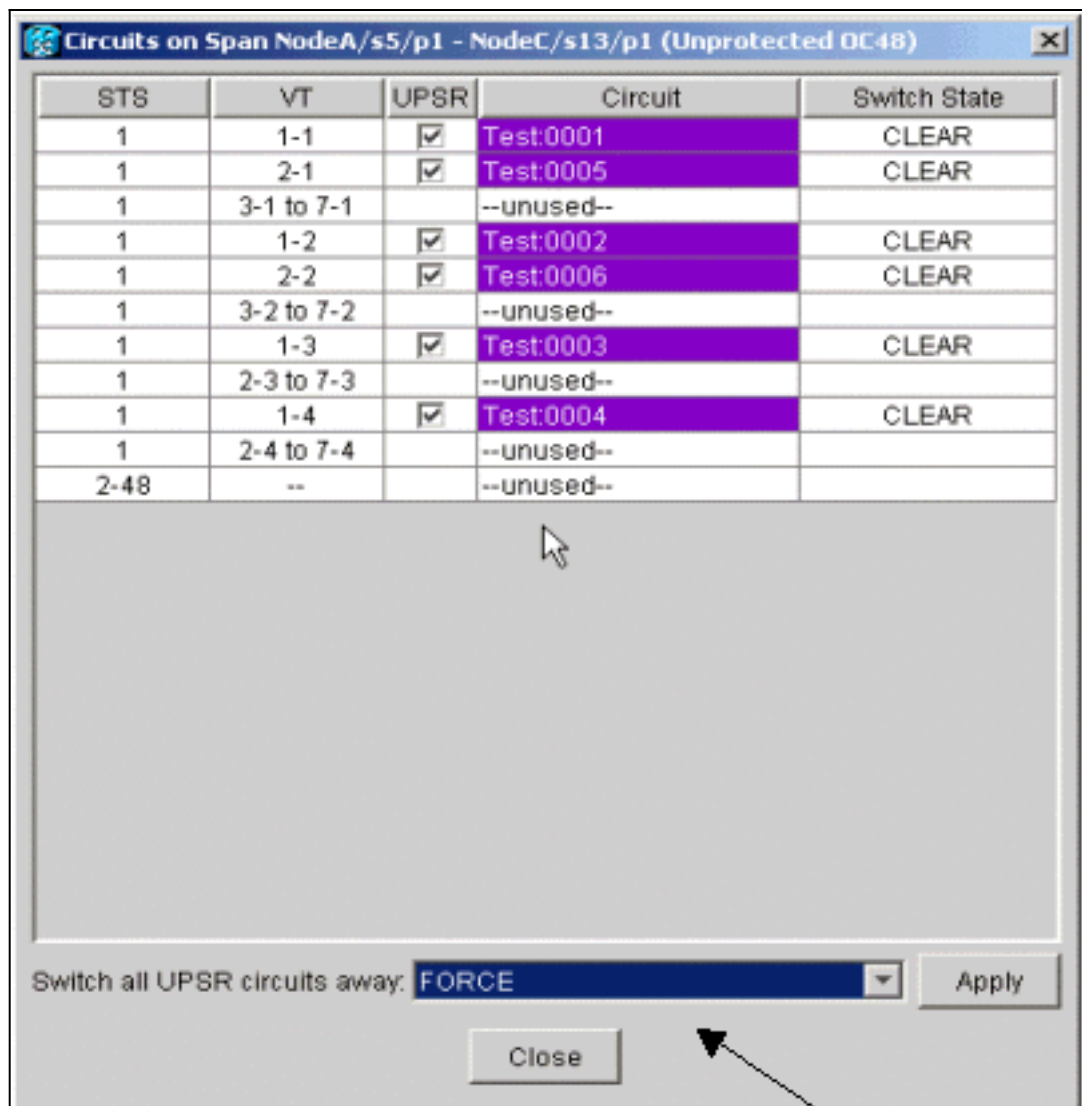 Circuits on Span NodeA/s5/p1 - NodeC/s13/p1 (Unprotected OC48)
STS VT UPSR Circuit Switch State
1 1-1 Test:0001 CLEAR
1 2-1 Test:0005 CLEAR
1 3-1 to 7-1 --unused--
1 1-2 Test:0002 CLEAR
1 2-2 Test:0006 CLEAR
1 3-2 to 7-2 --unused--
1 1-3 Test:0003 CLEAR
1 2-3 to 7-3 --unused--
1 1-4 Test:0004 CLEAR
1 2-4 to 7-4 --unused--
2-48 -- --unused--
Switch all UPSR circuits away: FORCE Apply
Close